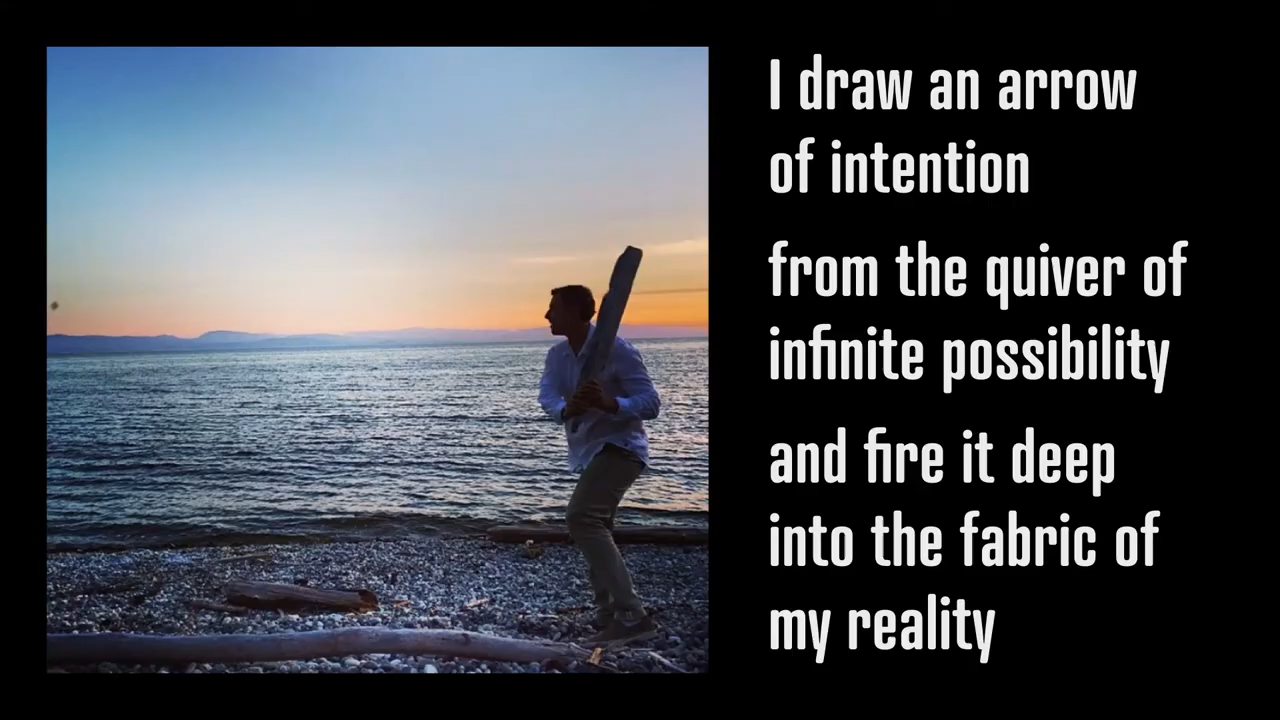 I draw an arrow
of intention
from the quiver of
infinite possibility
and fire it deep
into the fabric of
my reality